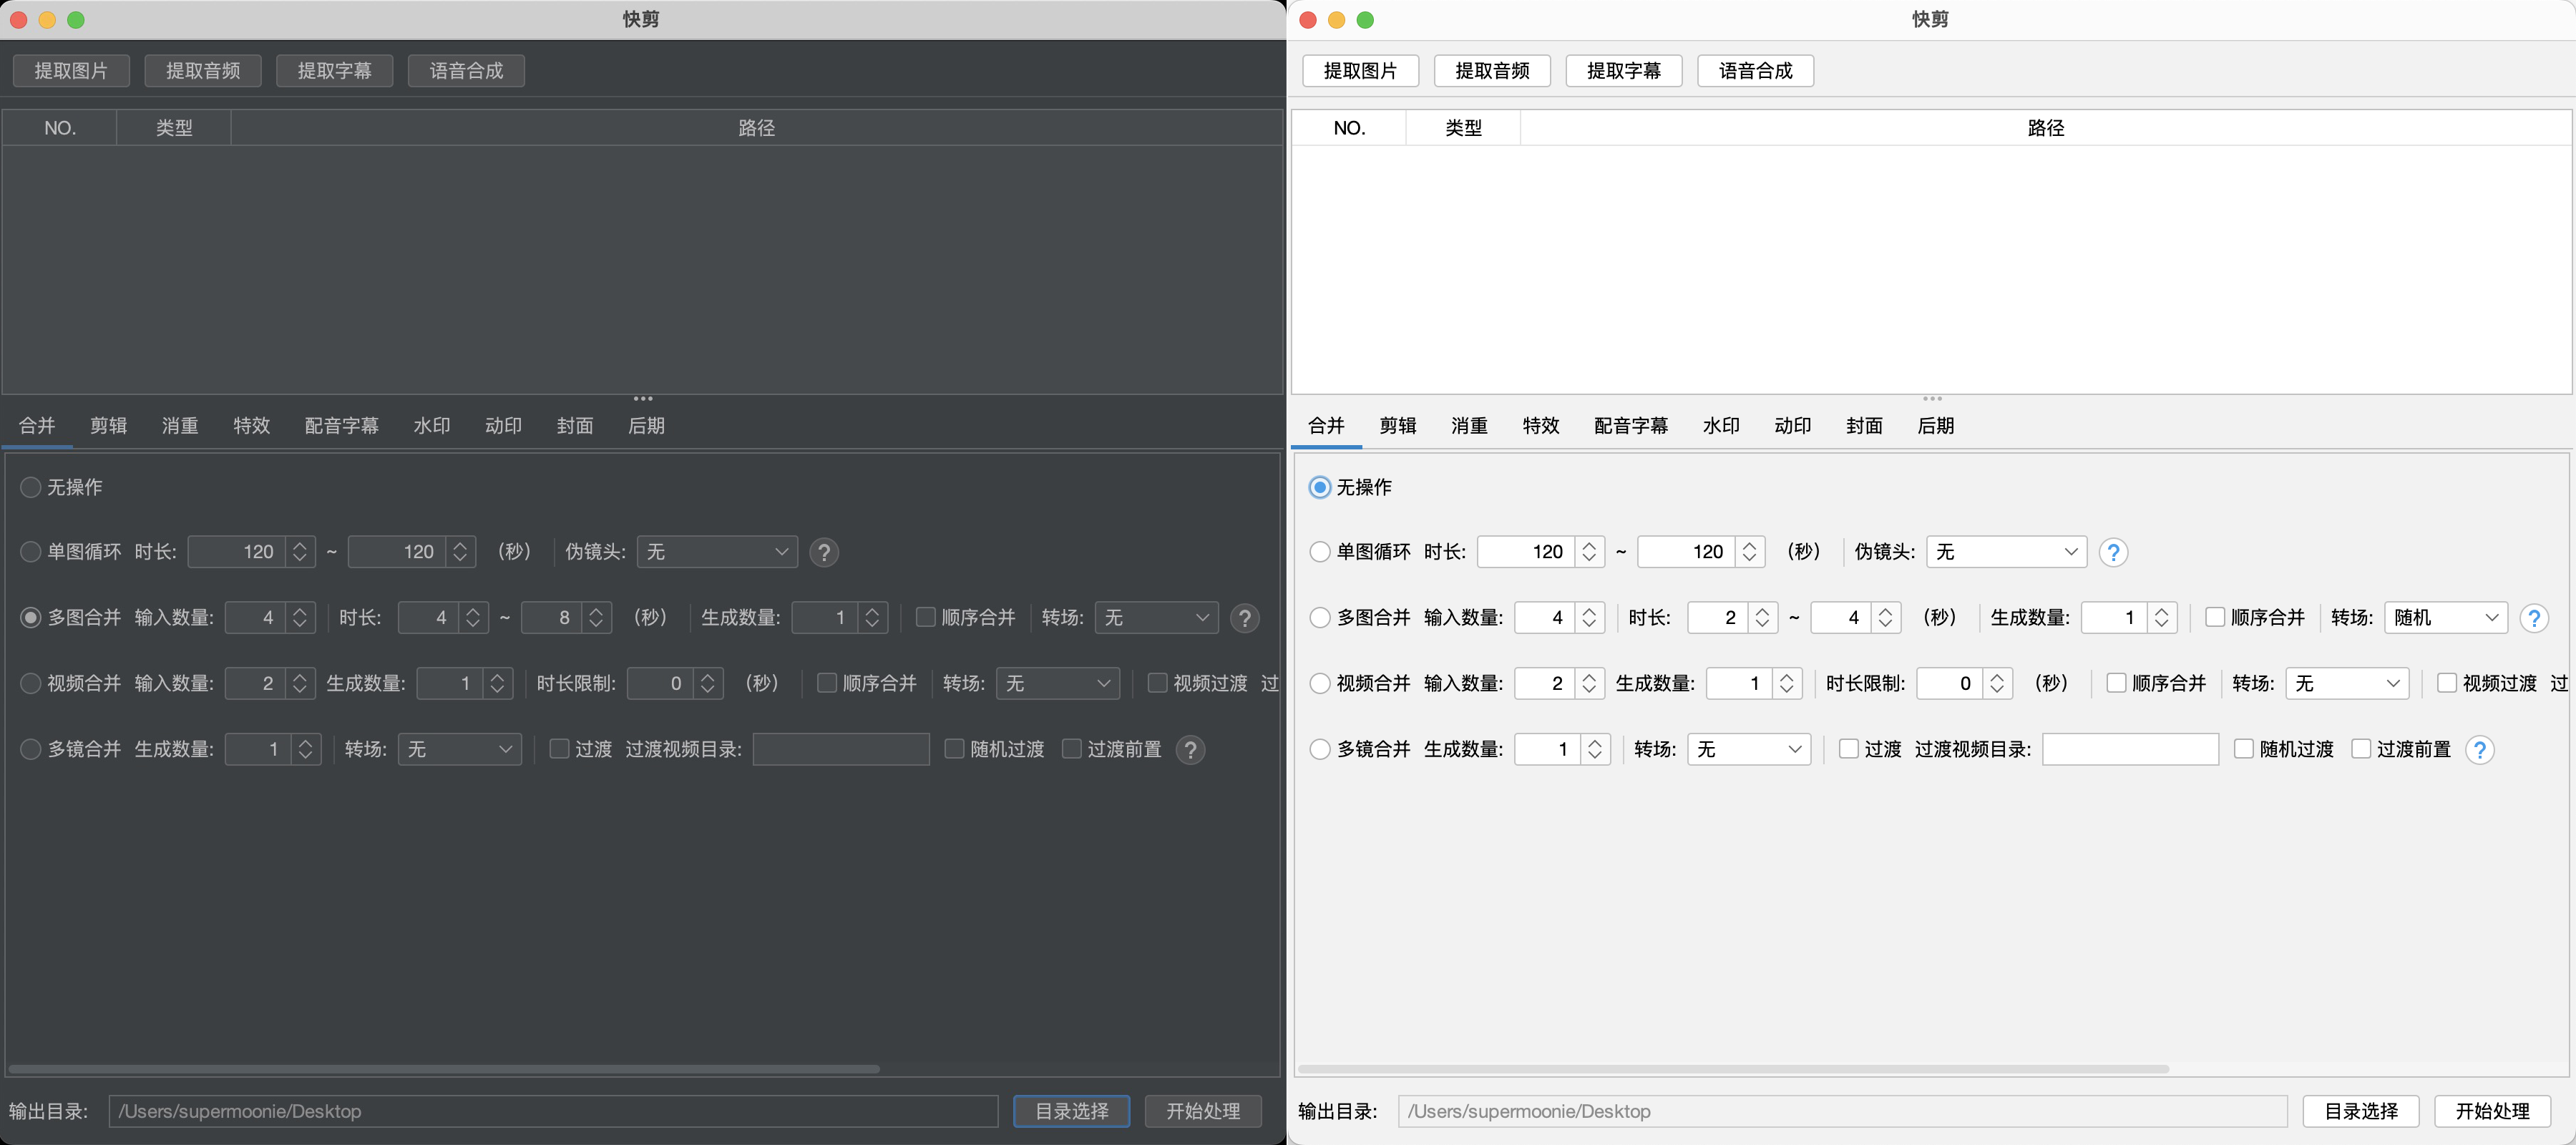 快剪
提取图片 提取音频 提取字幕 语音合成
NO. 类型 路径
合并 剪辑 消重 特效 配音字幕 水印 动印 封面 后期
无操作
单图循环 时长: 120 ~ 120 （秒） 伪镜头: 无 ?
多图合并 输入数量: 4 时长: 4 ~ 8 （秒） 生成数量: 1 顺序合并 转场: 无 ?
视频合并 输入数量: 2 生成数量: 1 时长限制: 0 （秒） 顺序合并 转场: 无 视频过渡 过
多镜合并 生成数量: 1 转场: 无 过渡 过渡视频目录: 随机过渡 过渡前置 ?
输出目录: /Users/supermoonie/Desktop 目录选择 开始处理
快剪
提取图片 提取音频 提取字幕 语音合成
NO. 类型 路径
合并 剪辑 消重 特效 配音字幕 水印 动印 封面 后期
无操作
单图循环 时长: 120 ~ 120 （秒） 伪镜头: 无 ?
多图合并 输入数量: 4 时长: 2 ~ 4 （秒） 生成数量: 1 顺序合并 转场: 随机 ?
视频合并 输入数量: 2 生成数量: 1 时长限制: 0 （秒） 顺序合并 转场: 无 视频过渡 过
多镜合并 生成数量: 1 转场: 无 过渡 过渡视频目录: 随机过渡 过渡前置 ?
输出目录: /Users/supermoonie/Desktop 目录选择 开始处理